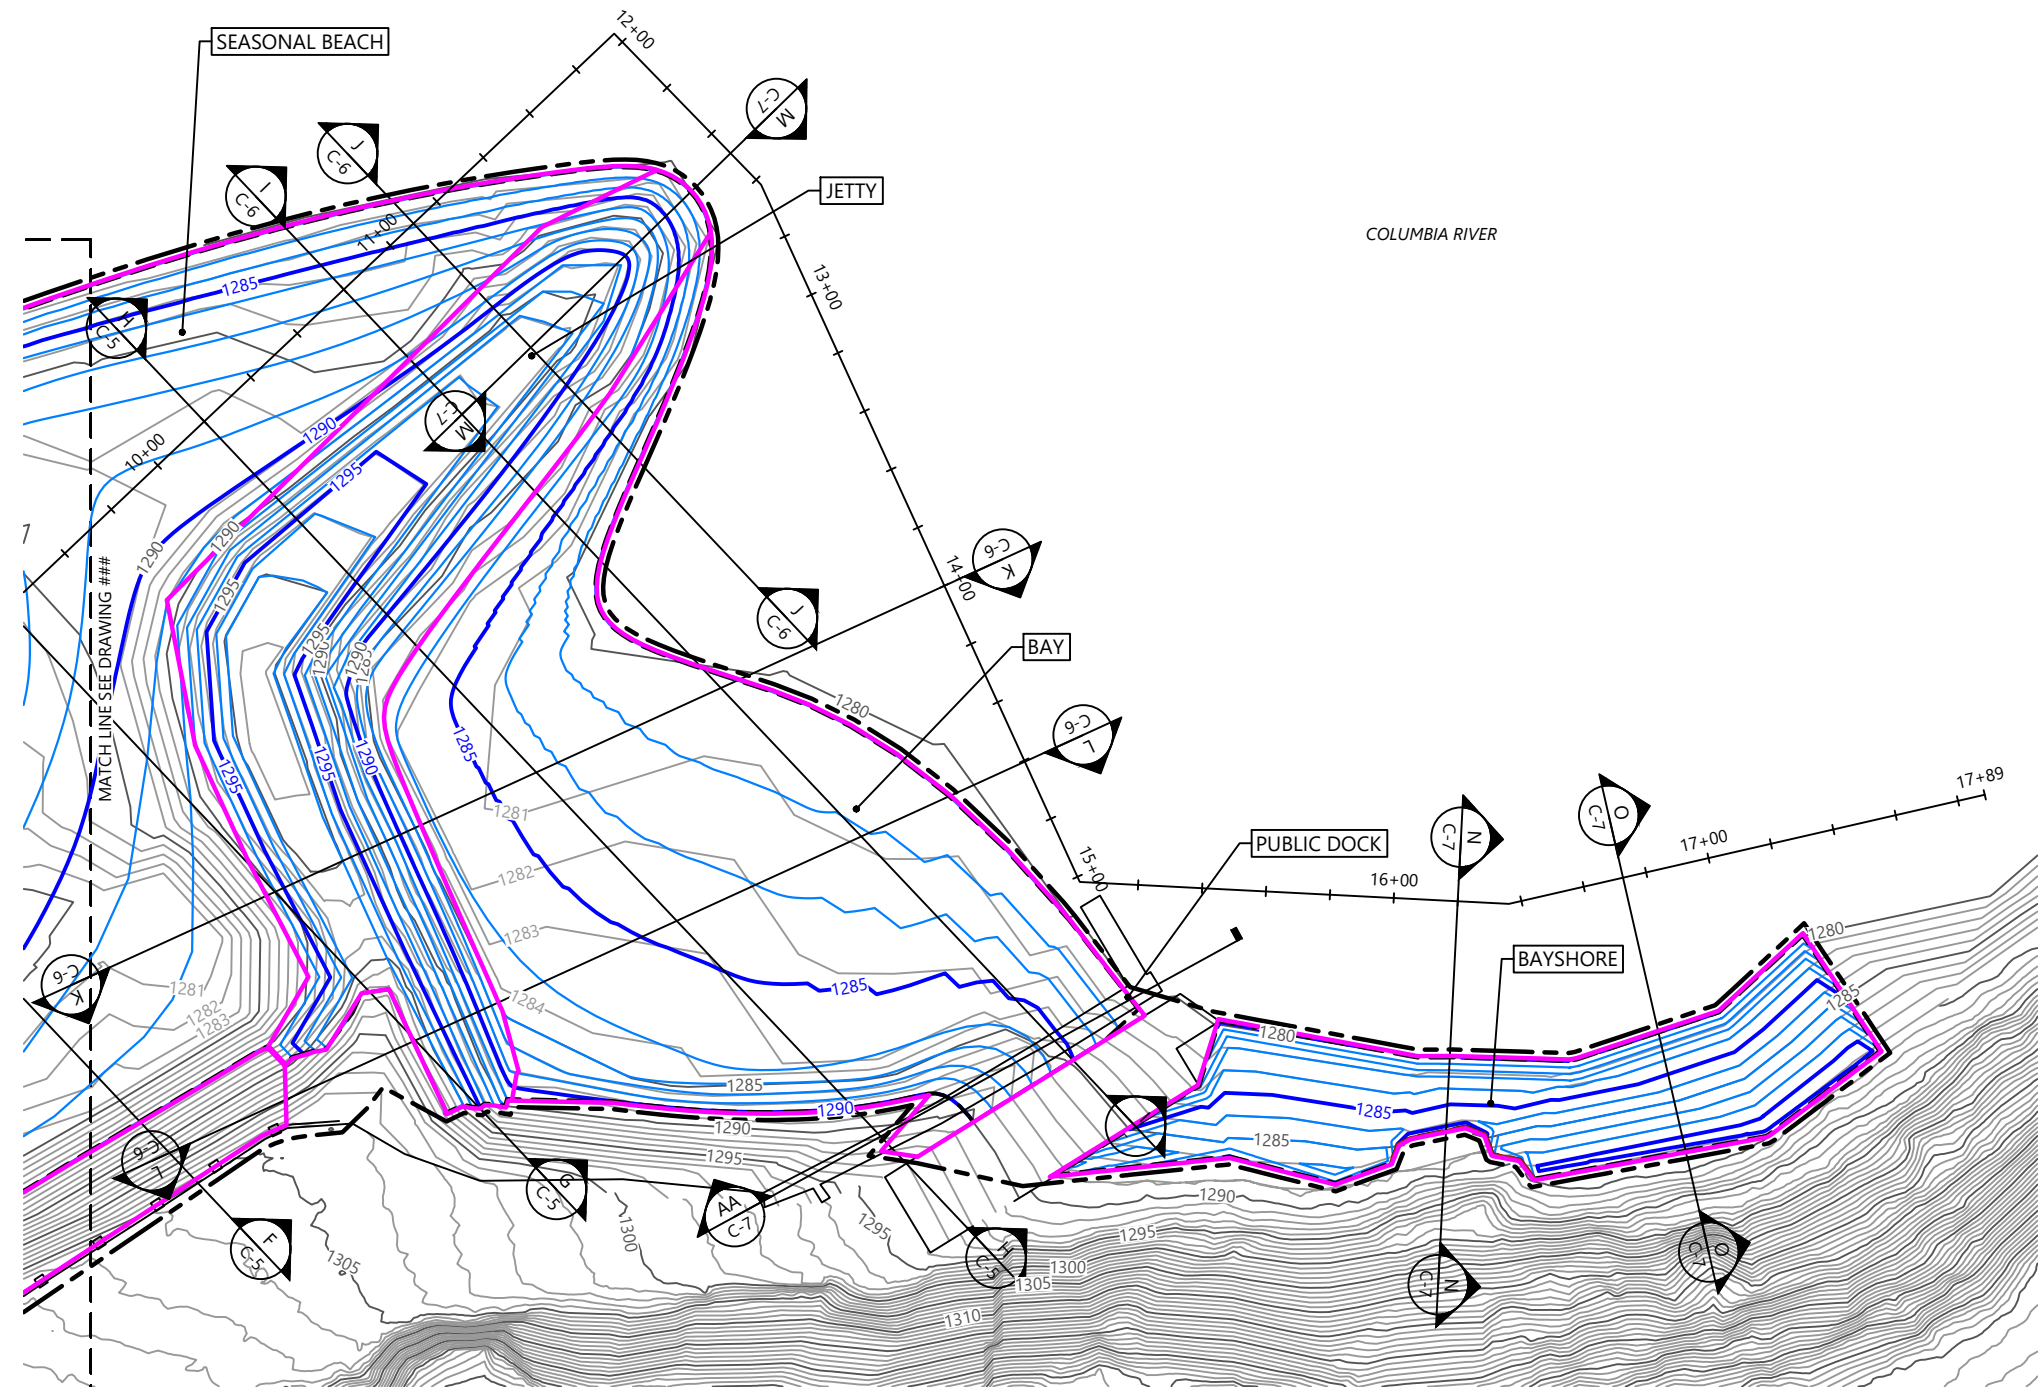 12+00
SEASONAL BEACH
M
C-7
J
C-6
I
C-6
JETTY
11+00
COLUMBIA RIVER
1285
13+00
H
C-5
M
C-7
1290
10+00
1295
1290
1290
1295
MATCH LINE SEE DRAWING ###
1295
1290
1290
1285
J
C-6
K
C-6
14+00
BAY
1280
L
C-6
1285
1290
1295
1295
1281
1282
1283
1284
1285
15+00
PUBLIC DOCK
N
C-7
O
C-7
17+89
17+00
16+00
BAYSHORE
1280
1285
1280
K
C-6
1281
1282
1283
1285
1290
1290
1295
1285
1285
1290
1295
L
C-6
F
C-5
G
C-5
AA
C-7
H
C-5
N
C-7
O
C-7
1305
1300
1295
1300
1305
1310